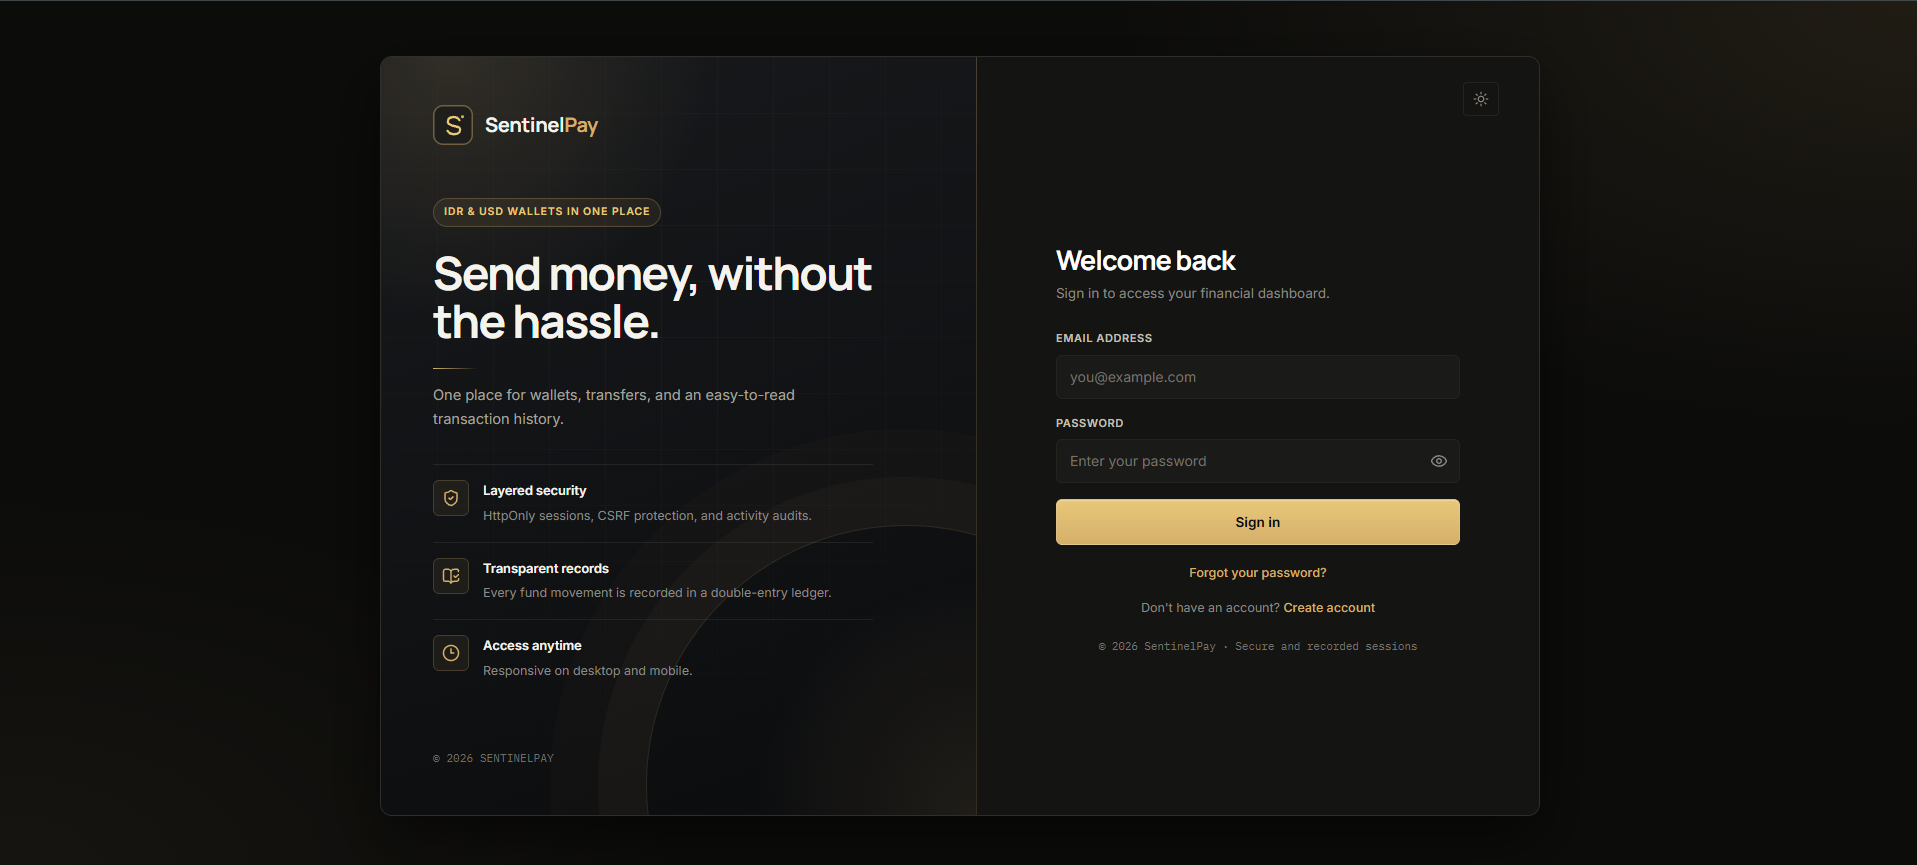 SentinelPay
IDR & USD WALLETS IN ONE PLACE
Send money, without
the hassle.
One place for wallets, transfers, and an easy-to-read
transaction history.
Layered security
HttpOnly sessions, CSRF protection, and activity audits.
Transparent records
Every fund movement is recorded in a double-entry ledger.
Access anytime
Responsive on desktop and mobile.
© 2026 SENTINELPAY
Welcome back
Sign in to access your financial dashboard.
EMAIL ADDRESS
you@example.com
PASSWORD
Enter your password
Sign in
Forgot your password?
Don't have an account? Create account
© 2026 SentinelPay · Secure and recorded sessions